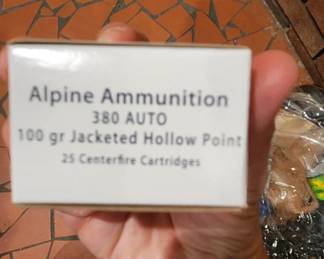 Alpine Ammunition
380 AUTO
100 gr Jacketed Hollow Point
25 Centerfire Cartridges